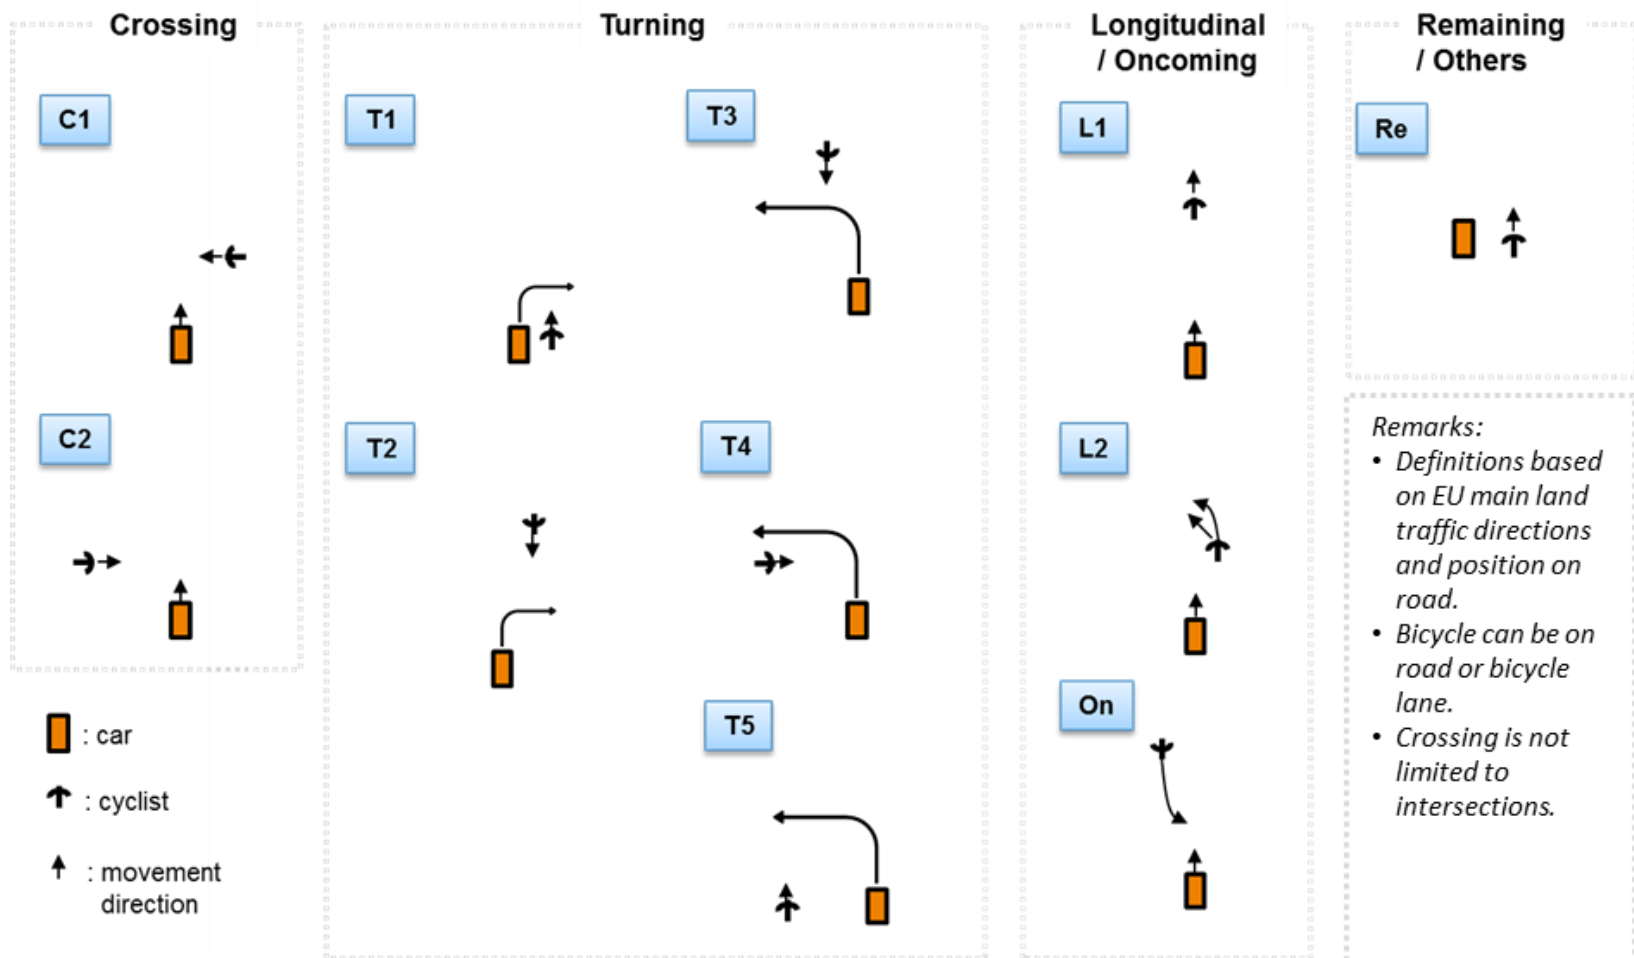 Crossing
C1
C2
: car
: cyclist
: movement
direction
Turning
T1
T2
T3
T4
T5
Longitudinal
/ Oncoming
L1
L2
On
Remaining
/ Others
Re
Remarks:
• Definitions based
on EU main land
traffic directions
and position on
road.
• Bicycle can be on
road or bicycle
lane.
• Crossing is not
limited to
intersections.